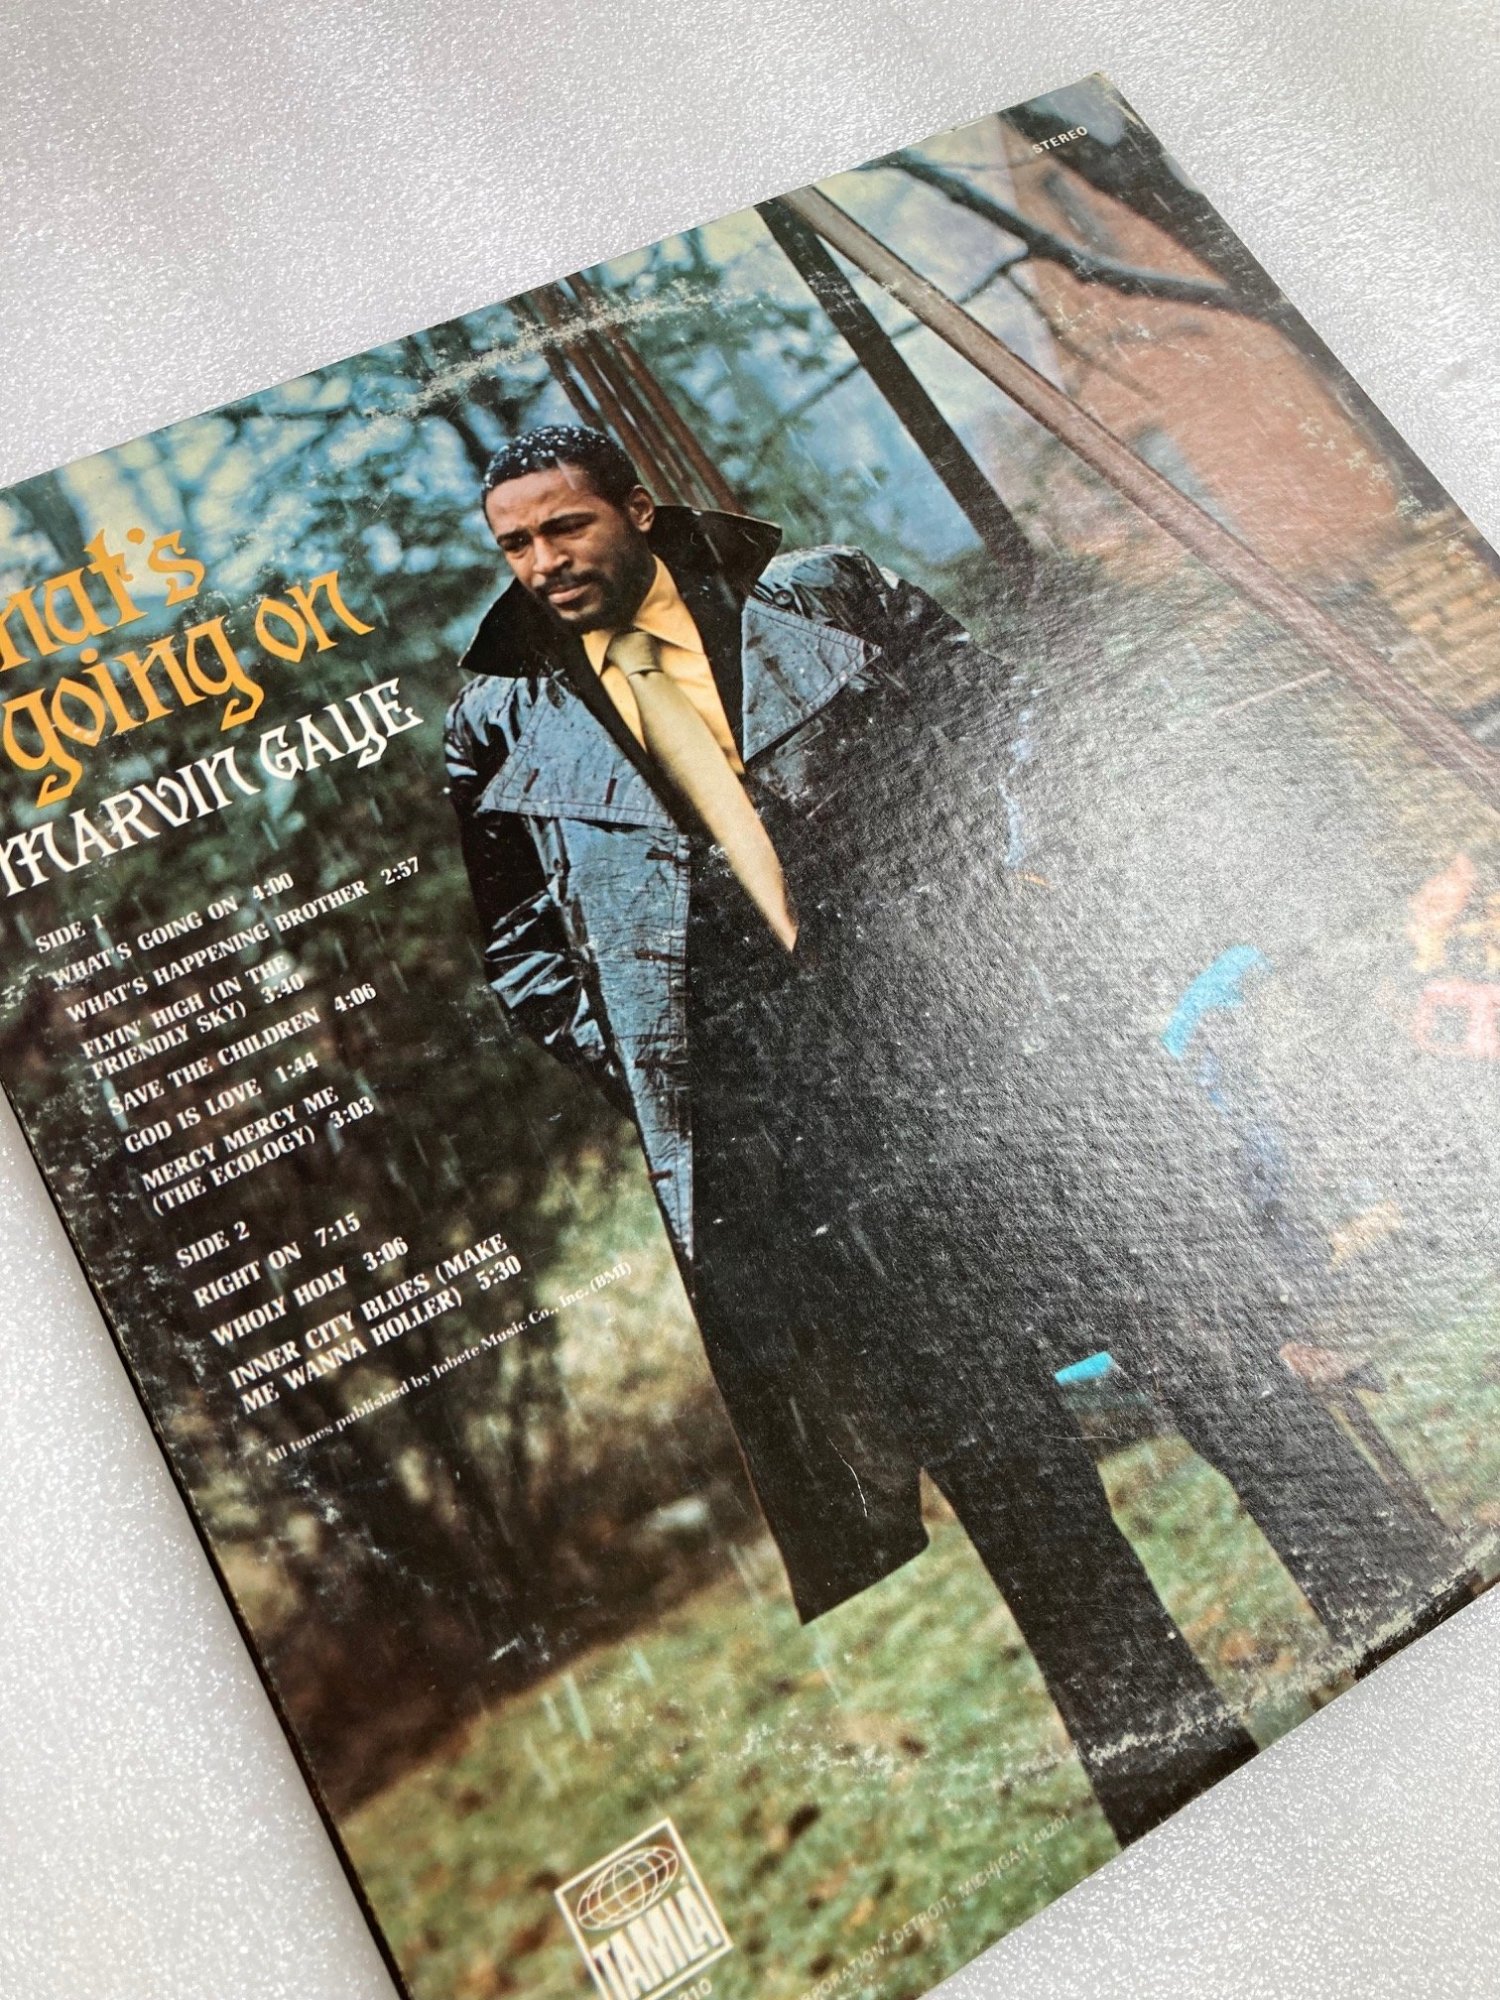 STEREO
going on
MARVIN GAYE
SIDE 1
WHAT'S GOING ON 4:00
WHAT'S HAPPENING BROTHER 2:57
FLYIN' HIGH (IN THE
FRIENDLY SKY) 3:40
SAVE THE CHILDREN 4:06
GOD IS LOVE 1:44
MERCY MERCY ME
(THE ECOLOGY) 3:03
SIDE 2
RIGHT ON 7:15
WHOLY HOLY 3:06
INNER CITY BLUES (MAKE
ME WANNA HOLLER) 5:30
All tunes published by Jobete Music Co., Inc. (BMI)
TAMLA
310
DETROIT, MICHIGAN 48201